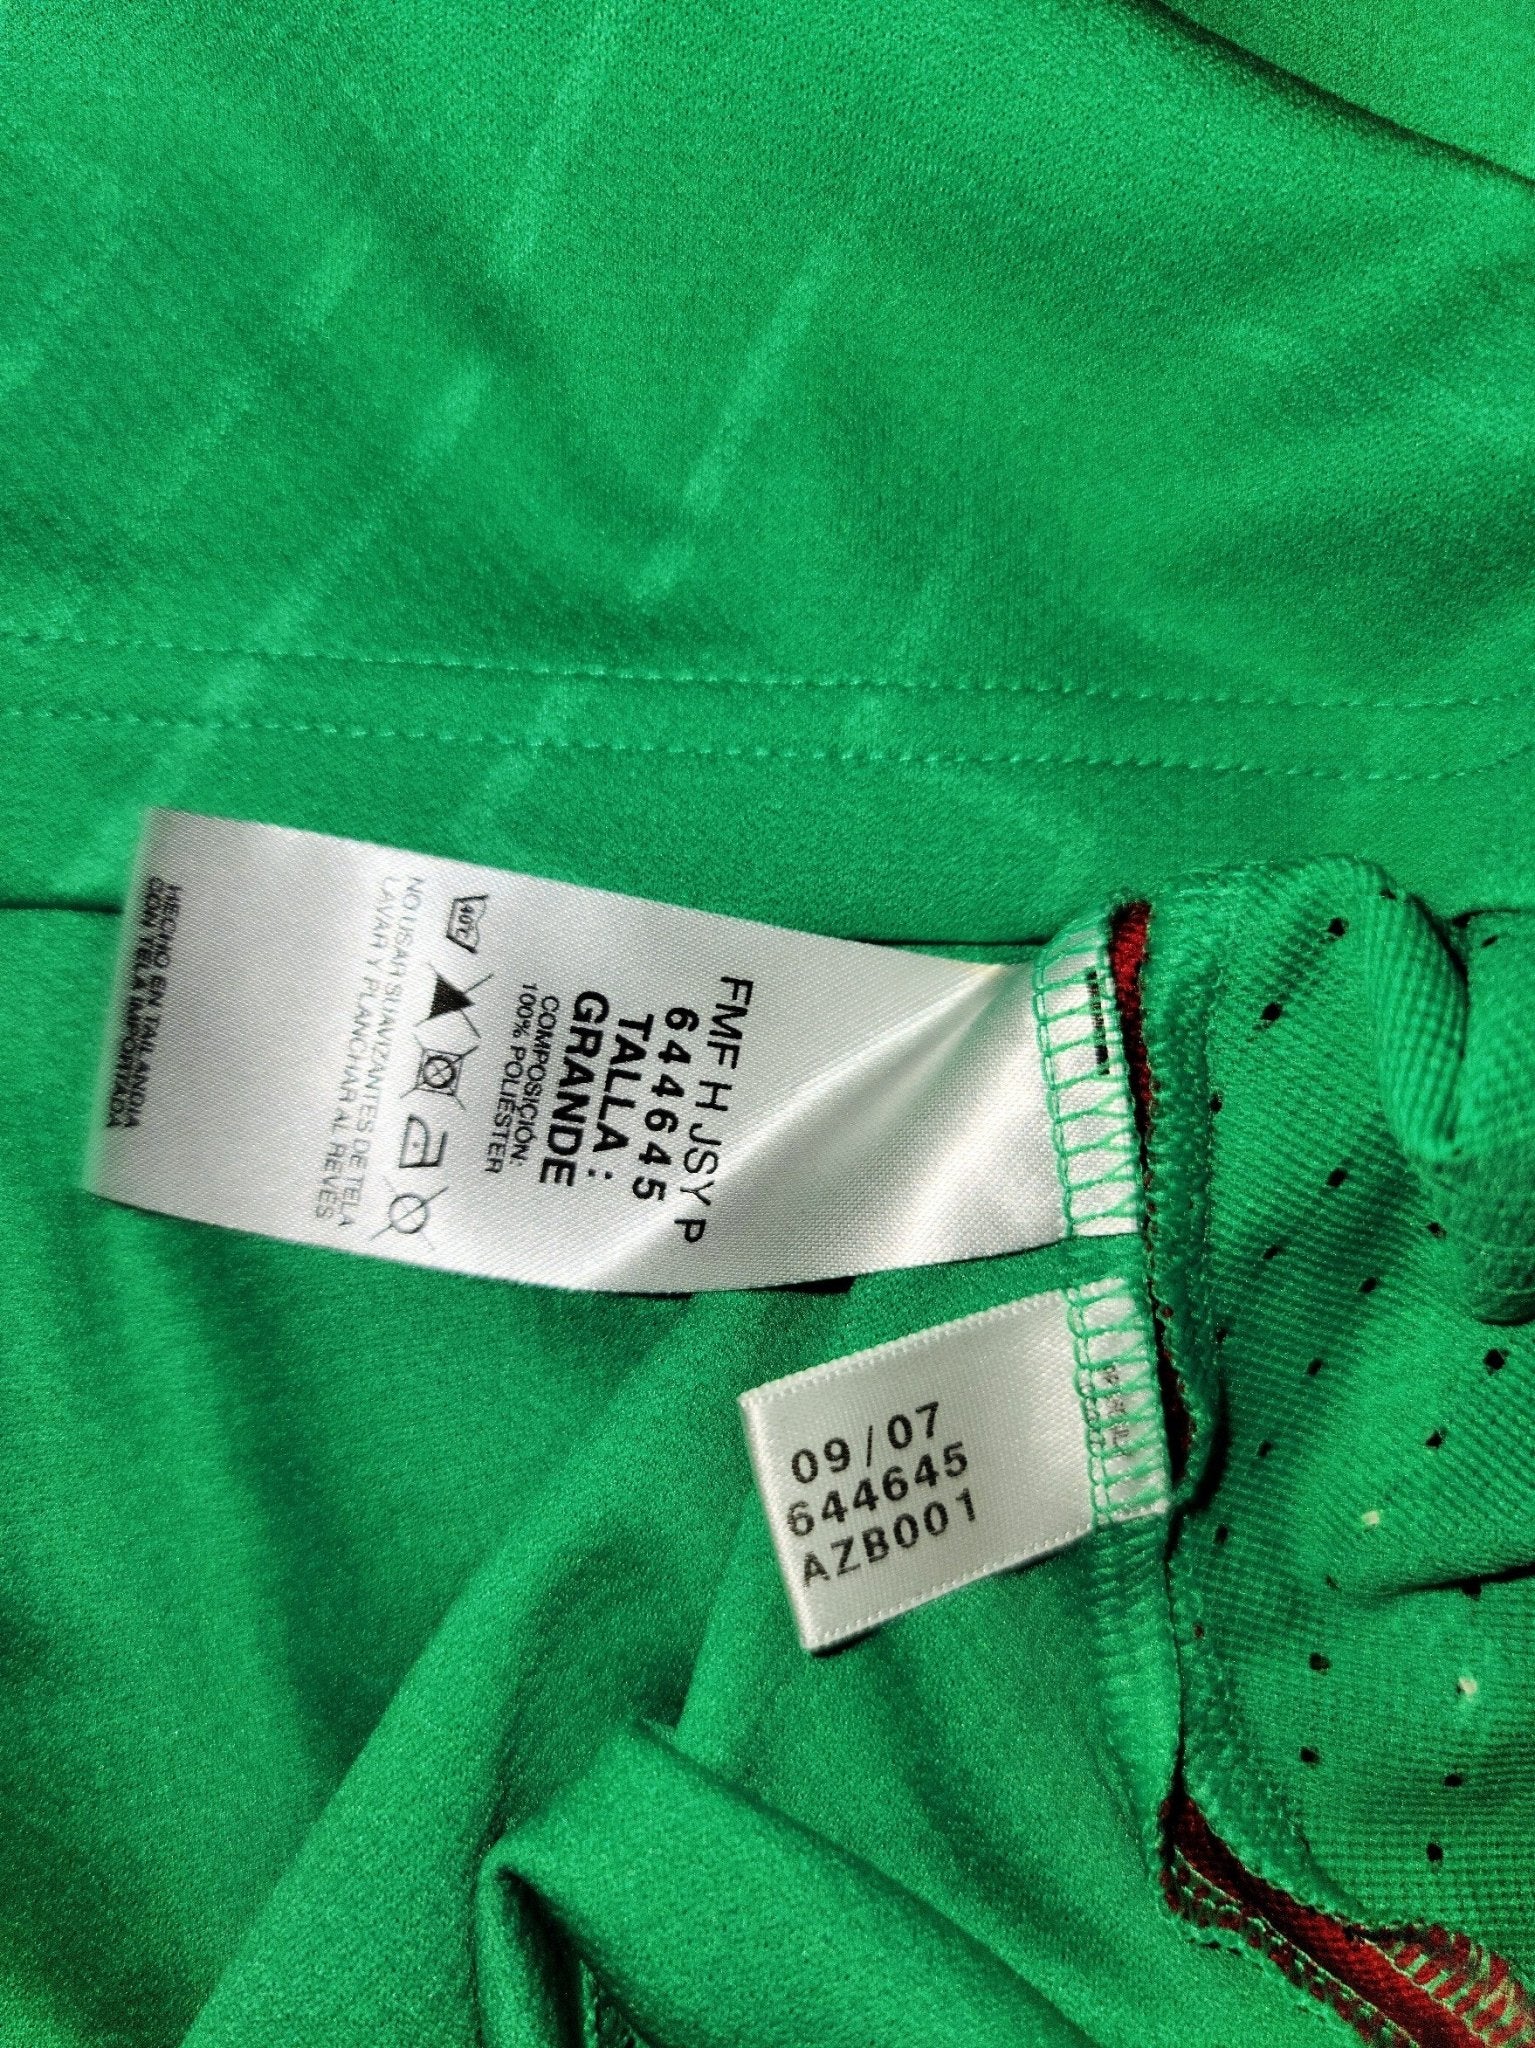 FMF H JSY P
644645
TALLA :
GRANDE
COMPOSICIÓN:
100% POLIÉSTER
40°C
NO USAR SUAVIZANTES DE TELA
LAVAR Y PLANCHAR AL REVÉS
HECHO EN TAILANDIA
CON TELA IMPORTADA
09/07
644645
AZB001